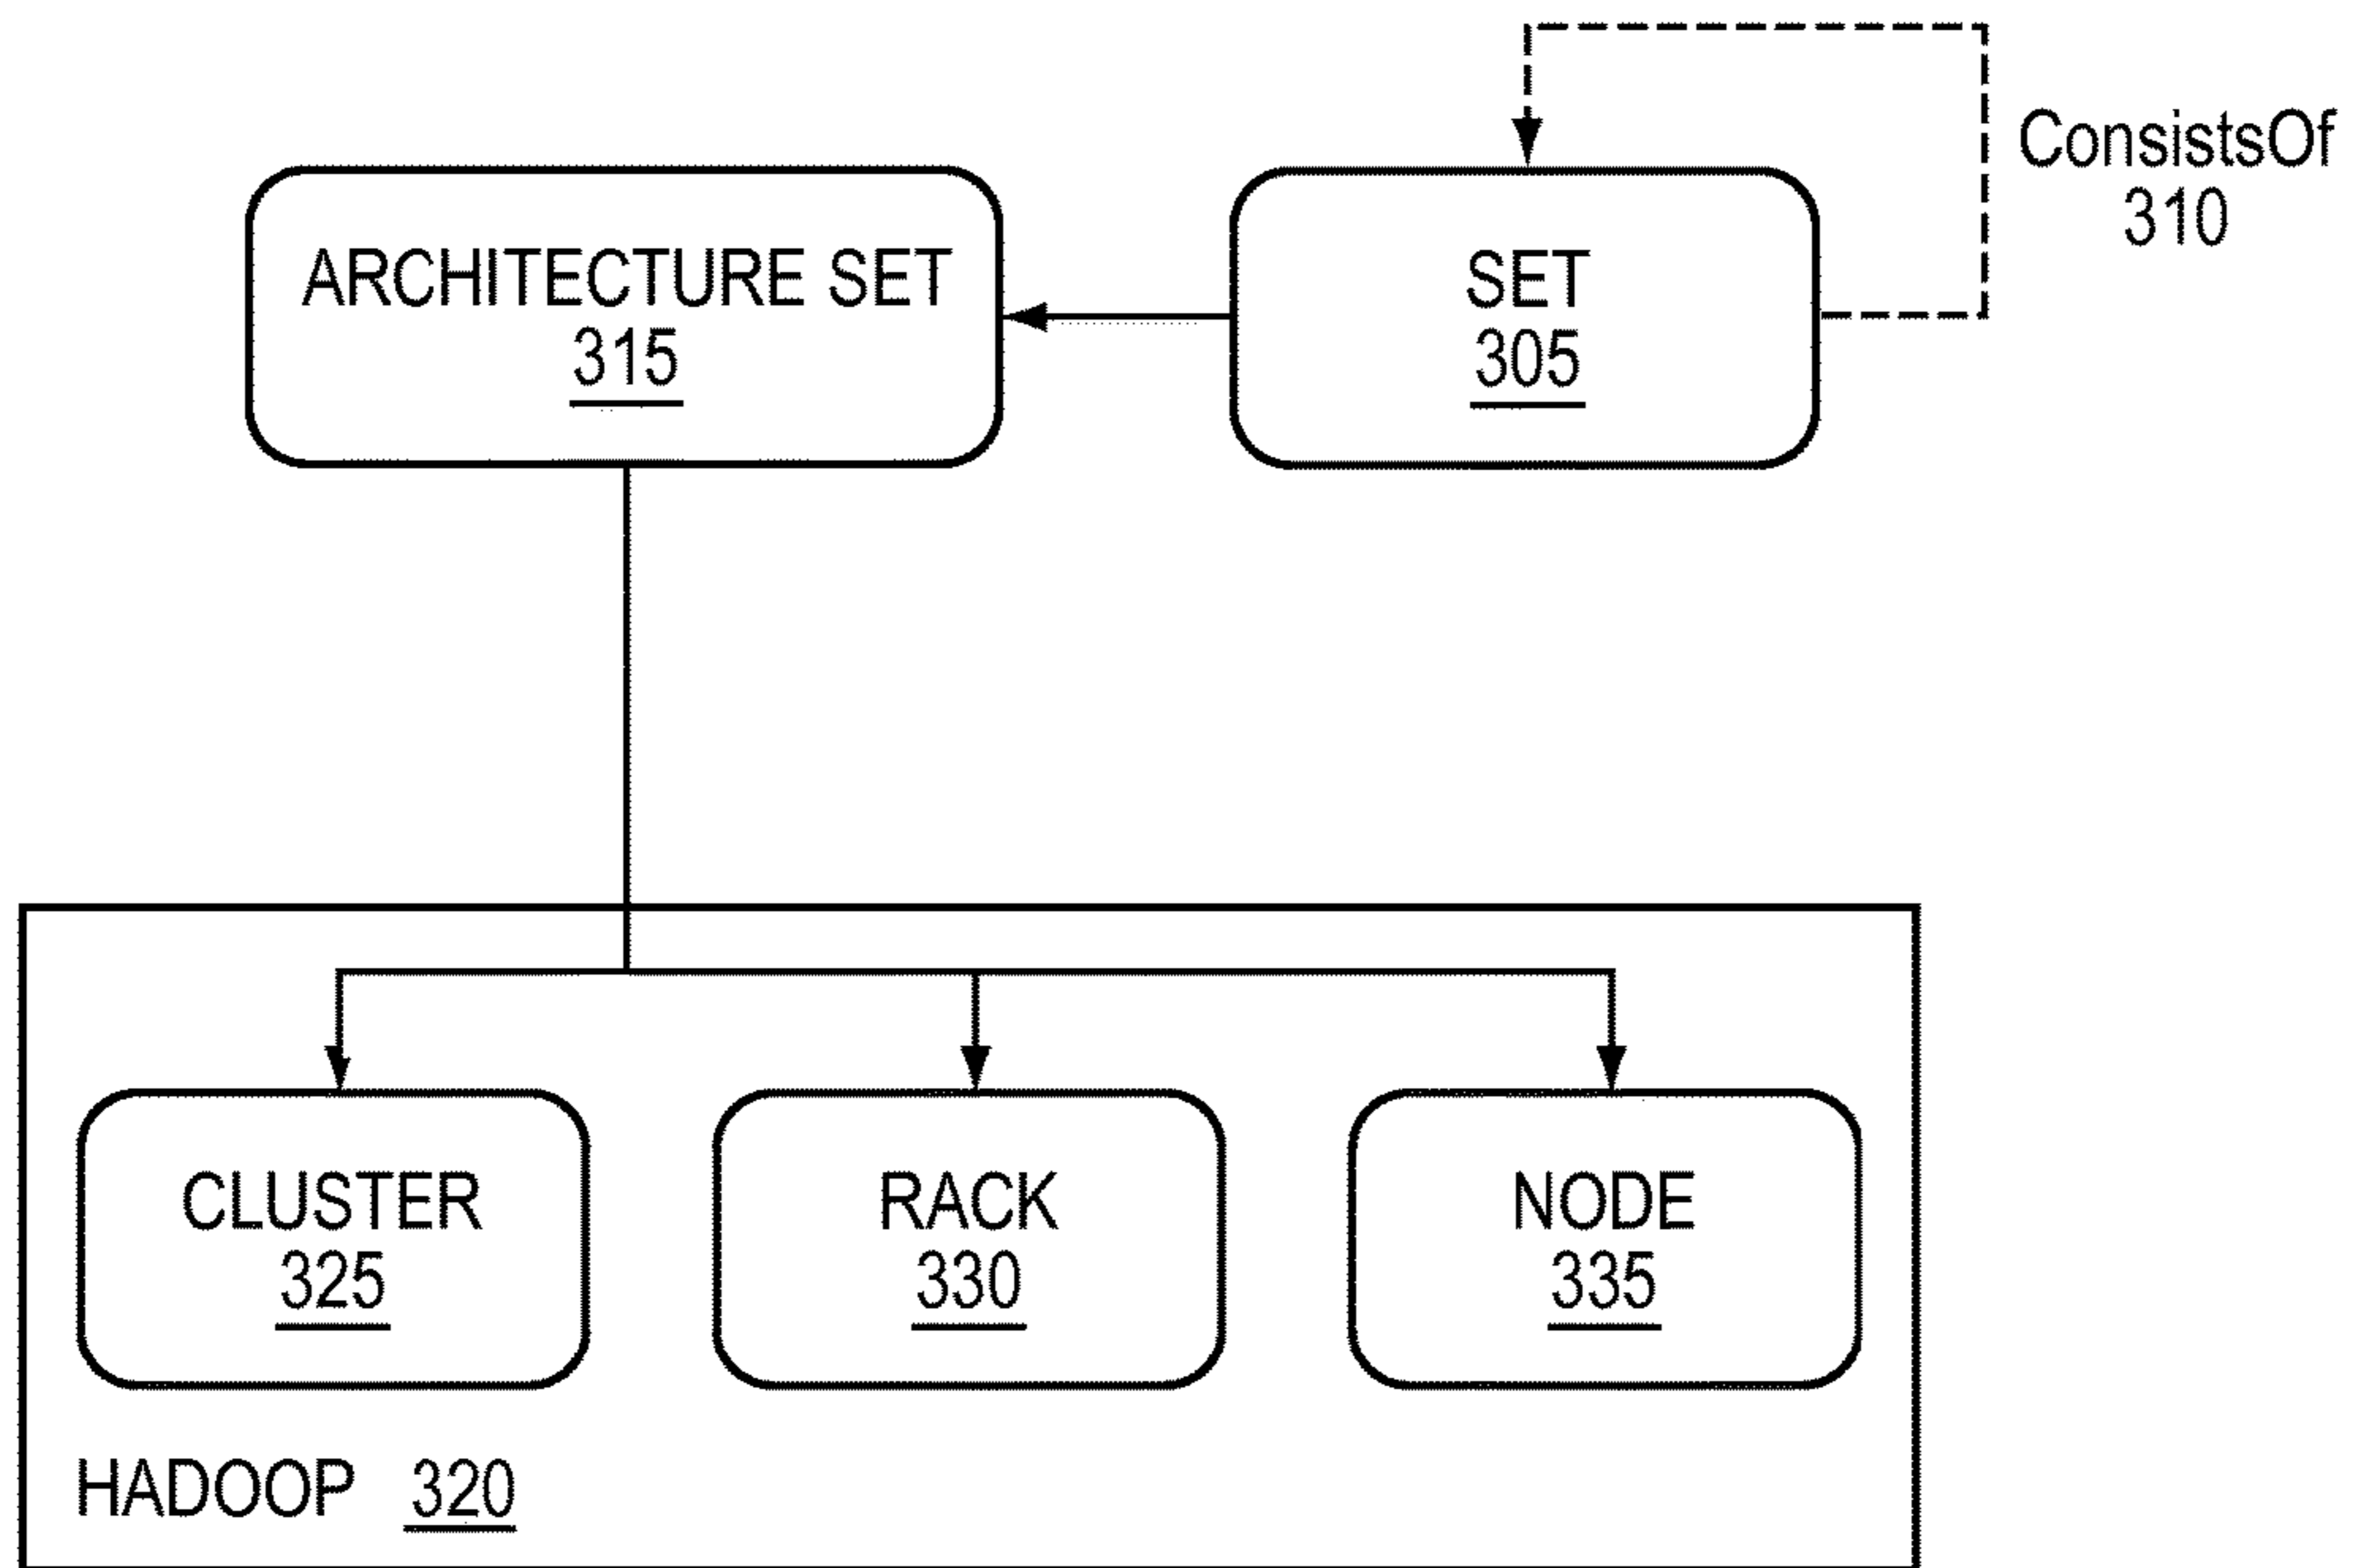 ConsistsOf
310
ARCHITECTURE SET
315
SET
305
CLUSTER
325
RACK
330
NODE
335
HADOOP 320